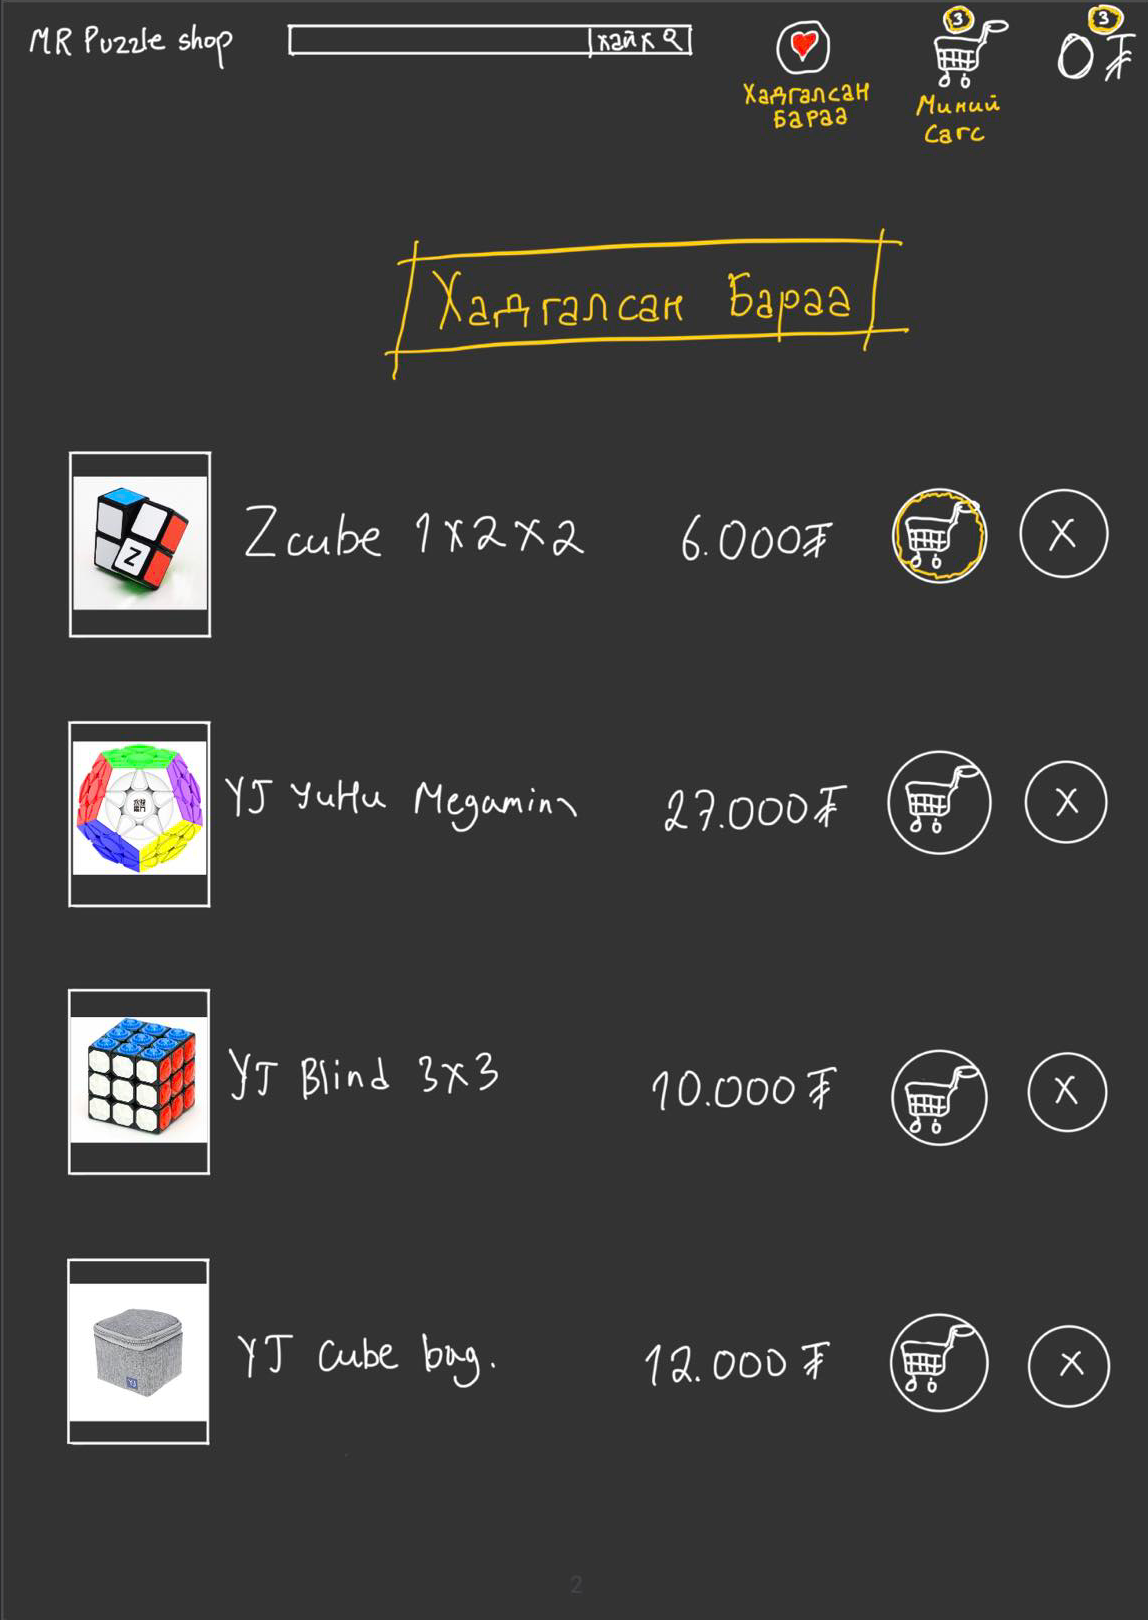 MR Puzzle shop
хайх
3
3
0₮
Хадгалсан
Бараа
Миний
Сагс
Хадгалсан Бараа
Z
Zcube 1x2x2
6.000₮
X
YJ YuHu Megaminx
27.000₮
X
YJ Blind 3x3
10.000₮
X
YJ
YJ Cube bag.
12.000₮
X
2